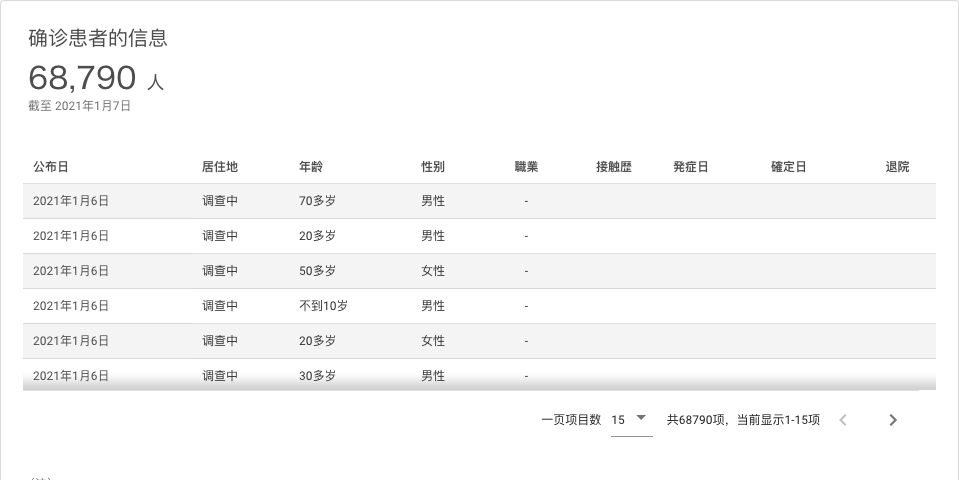 确诊患者的信息
68,790 人
截至 2021年1月7日
公布日 居住地 年龄 性别 職業 接触歴 発症日 確定日 退院
2021年1月6日 调查中 70多岁 男性 -
2021年1月6日 调查中 20多岁 男性 -
2021年1月6日 调查中 50多岁 女性 -
2021年1月6日 调查中 不到10岁 男性 -
2021年1月6日 调查中 20多岁 女性 -
2021年1月6日 调查中 30多岁 男性 -
一页项目数 15 共68790项，当前显示1-15项